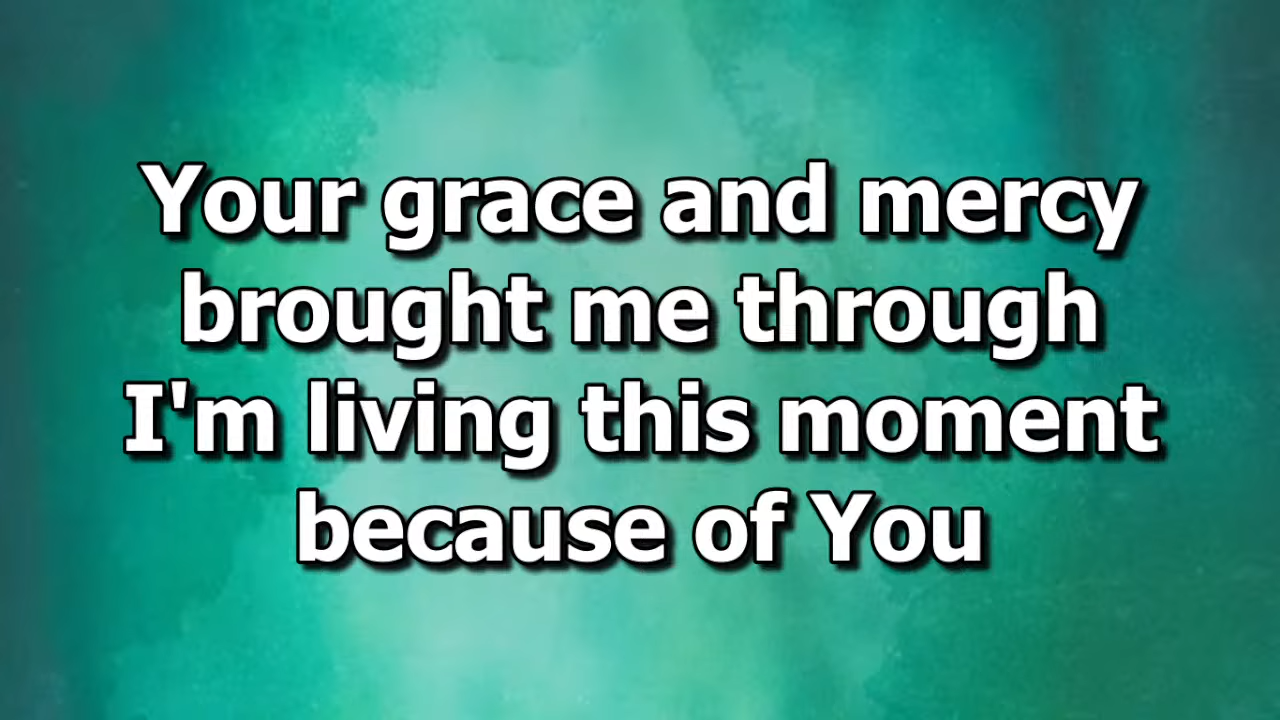 Your grace and mercy
brought me through
I'm living this moment
because of You